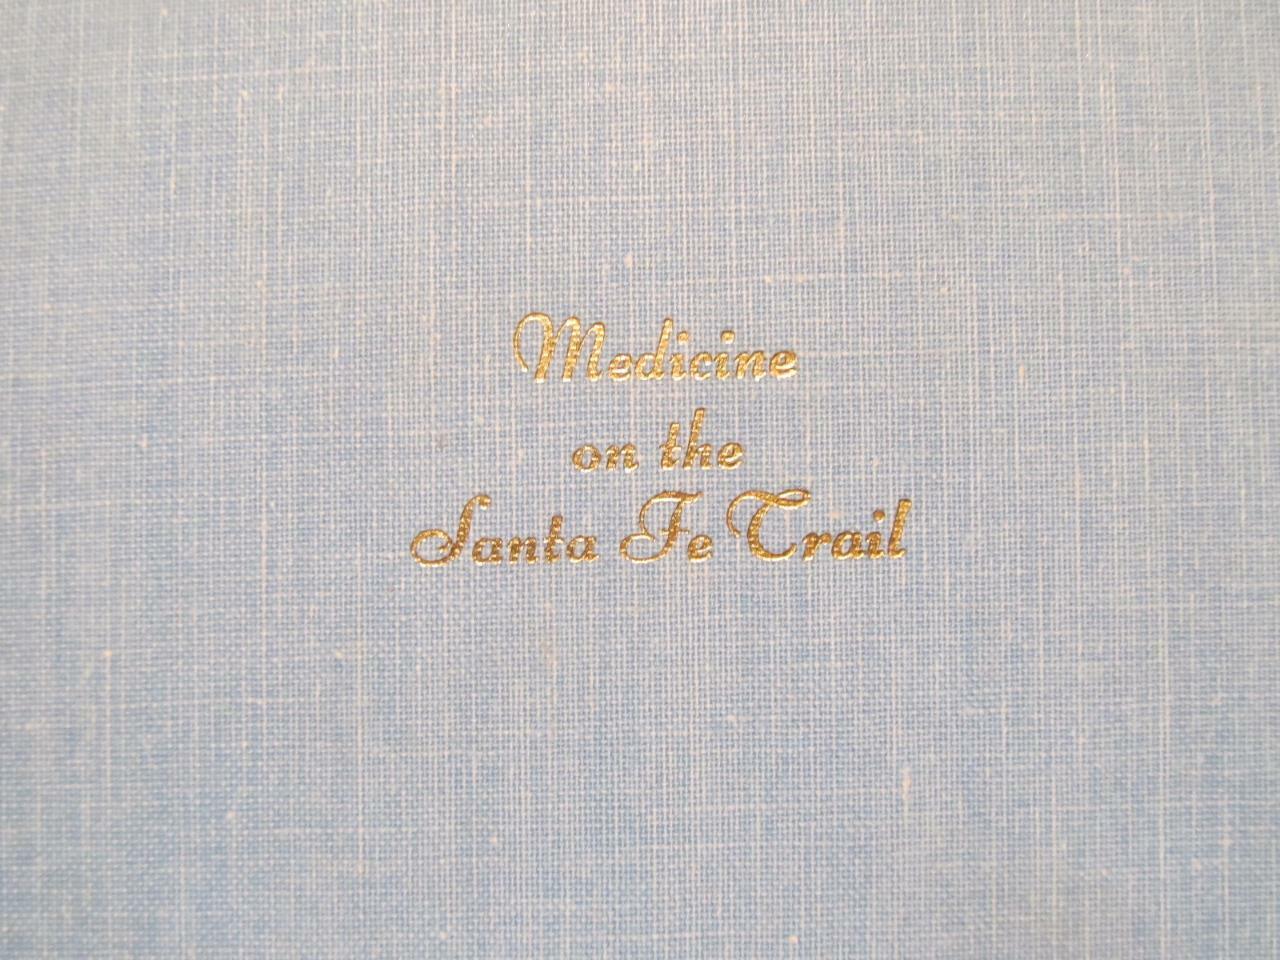 Medicine
on the
Santa Fe Trail